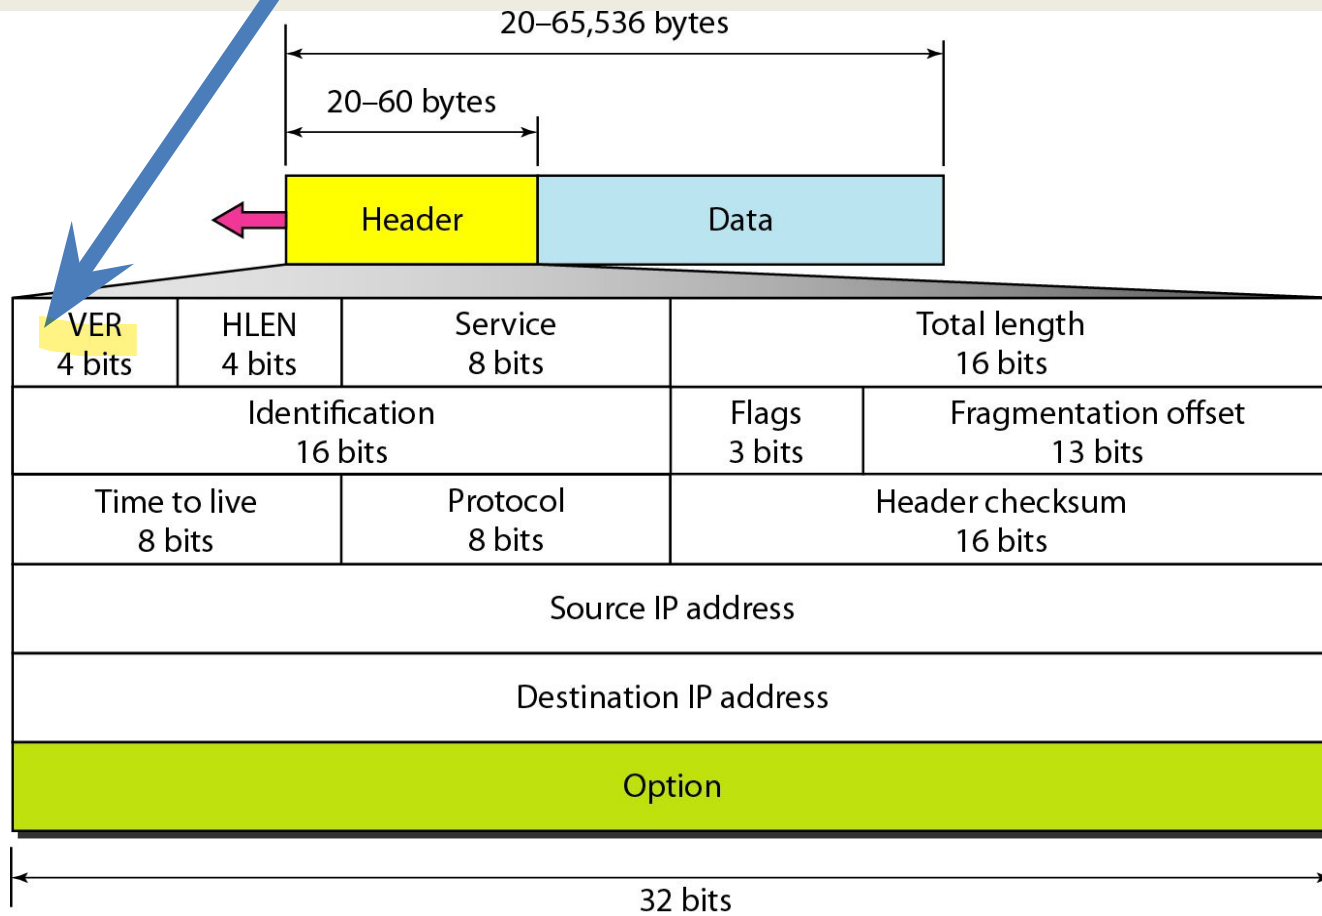 20–65,536 bytes
20–60 bytes
Header
Data
VER
4 bits
HLEN
4 bits
Service
8 bits
Total length
16 bits
Identification
16 bits
Flags
3 bits
Fragmentation offset
13 bits
Time to live
8 bits
Protocol
8 bits
Header checksum
16 bits
Source IP address
Destination IP address
Option
32 bits